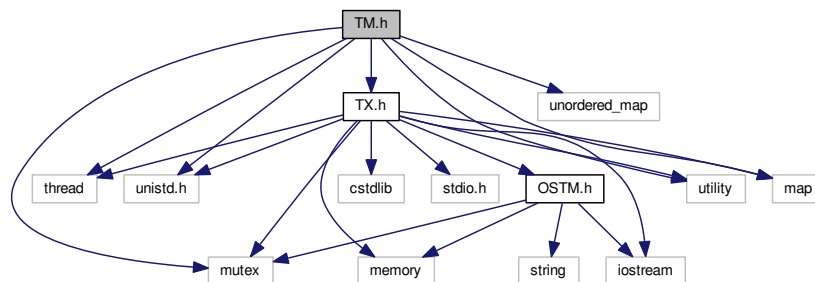 TM.h
TX.h
unordered_map
thread
unistd.h
cstdlib
stdio.h
OSTM.h
utility
map
mutex
memory
string
iostream